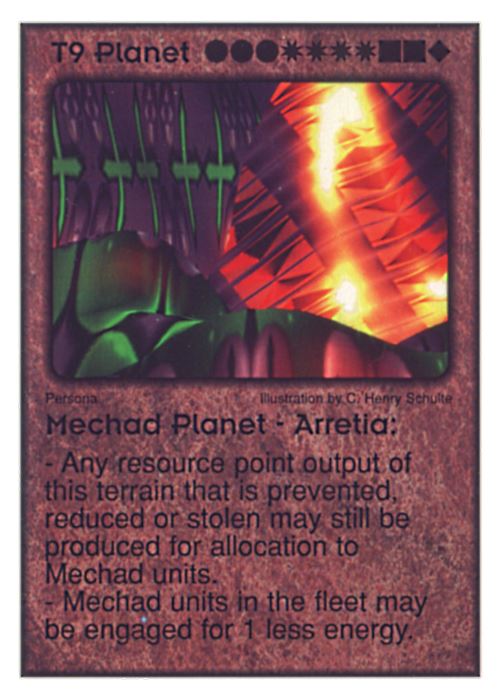 T9 Planet
Persona
Illustration by C. Henry Schulte
Mechad Planet - Arretia:
- Any resource point output of
this terrain that is prevented,
reduced or stolen may still be
produced for allocation to
Mechad units.
- Mechad units in the fleet may
be engaged for 1 less energy.